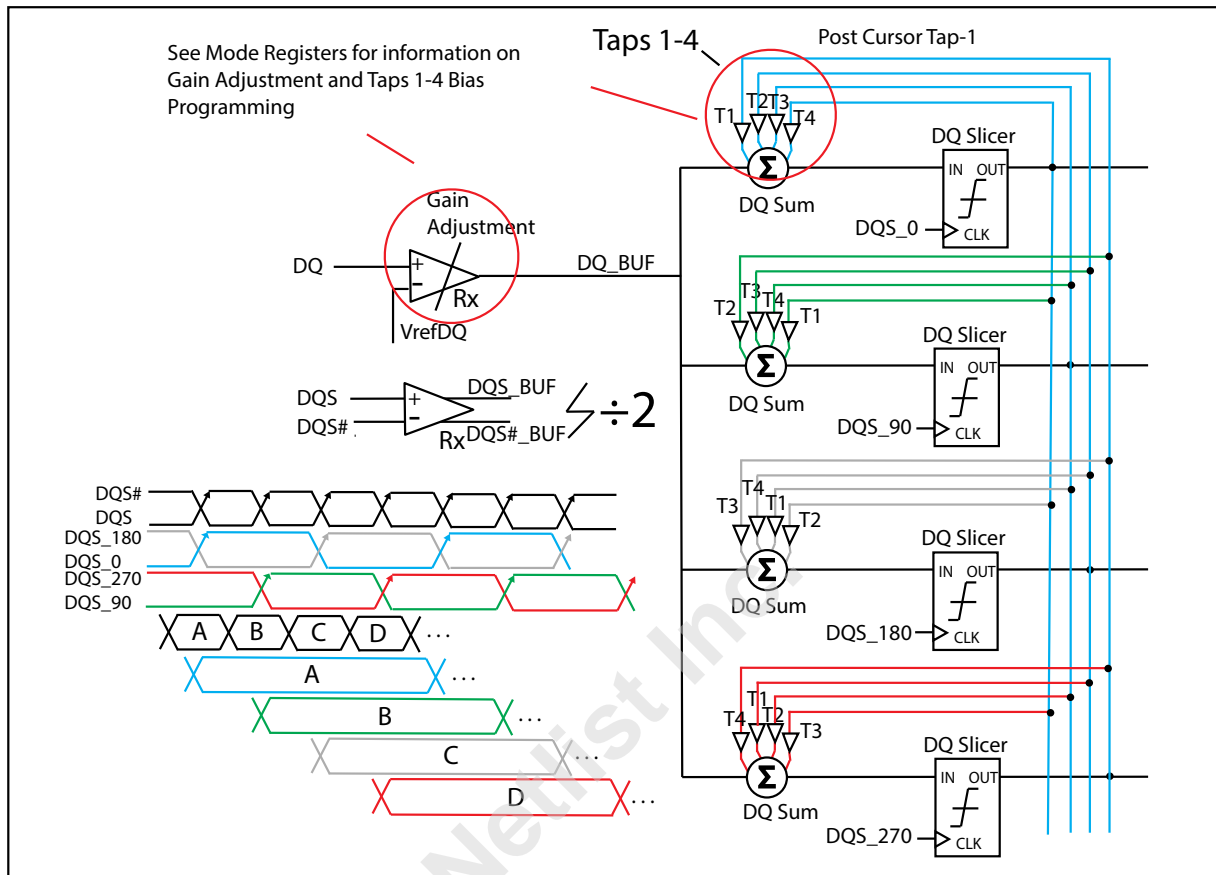 See Mode Registers for information on
Gain Adjustment and Taps 1-4 Bias
Programming
Taps 1-4
Post Cursor Tap-1
T1
T2
T3
T4
Σ
DQ Sum
DQ Slicer
IN OUT
DQS_0
CLK
Gain
Adjustment
DQ
+
−
Rx
VrefDQ
DQ_BUF
T2
T3
T4
T1
Σ
DQ Sum
DQ Slicer
IN OUT
DQS_90
CLK
DQS
DQS#
+
−
Rx
DQS_BUF
DQS#_BUF
÷2
T3
T4
T1
T2
Σ
DQ Sum
DQ Slicer
IN OUT
DQS_180
CLK
DQS#
DQS
DQS_180
DQS_0
DQS_270
DQS_90
A B C D ...
A ...
B ...
C ...
D ...
T4
T1
T2
T3
Σ
DQ Sum
DQ Slicer
IN OUT
DQS_270
CLK
Netlist Inc.